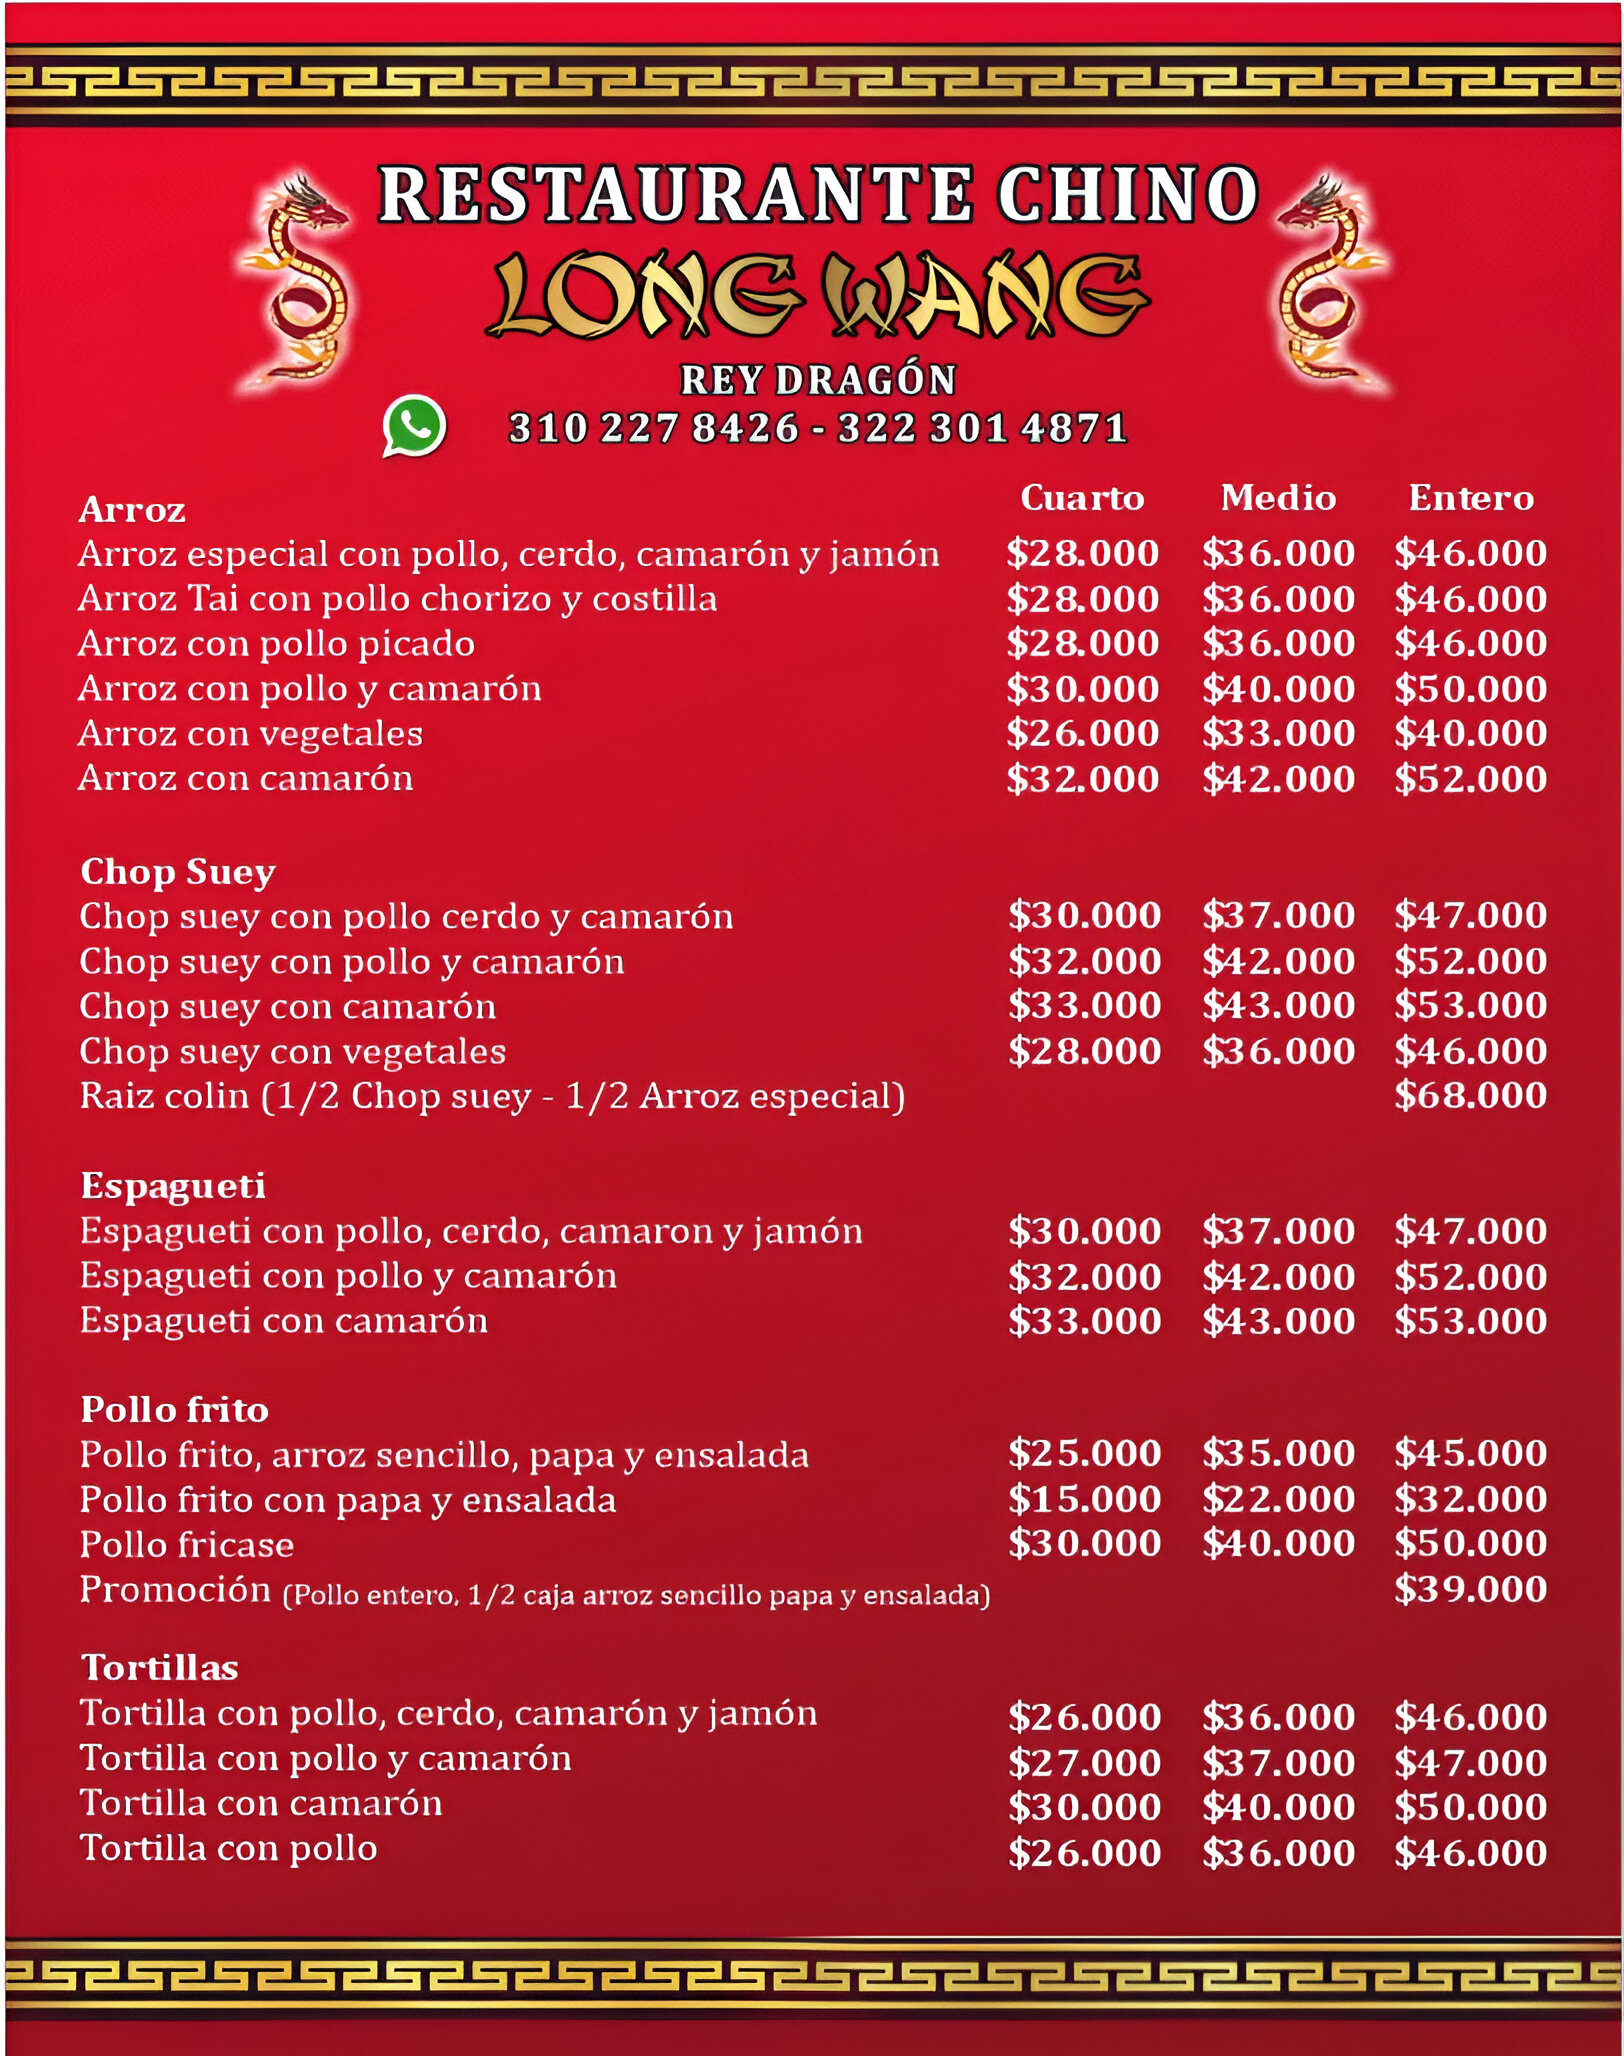 RESTAURANTE CHINO
LONG WANG
REY DRAGÓN
310 227 8426 - 322 301 4871
Arroz Cuarto Medio Entero
Arroz especial con pollo, cerdo, camarón y jamón $28.000 $36.000 $46.000
Arroz Tai con pollo chorizo y costilla $28.000 $36.000 $46.000
Arroz con pollo picado $28.000 $36.000 $46.000
Arroz con pollo y camarón $30.000 $40.000 $50.000
Arroz con vegetales $26.000 $33.000 $40.000
Arroz con camarón $32.000 $42.000 $52.000
Chop Suey
Chop suey con pollo cerdo y camarón $30.000 $37.000 $47.000
Chop suey con pollo y camarón $32.000 $42.000 $52.000
Chop suey con camarón $33.000 $43.000 $53.000
Chop suey con vegetales $28.000 $36.000 $46.000
Raiz colin (1/2 Chop suey - 1/2 Arroz especial) $68.000
Espagueti
Espagueti con pollo, cerdo, camaron y jamón $30.000 $37.000 $47.000
Espagueti con pollo y camarón $32.000 $42.000 $52.000
Espagueti con camarón $33.000 $43.000 $53.000
Pollo frito
Pollo frito, arroz sencillo, papa y ensalada $25.000 $35.000 $45.000
Pollo frito con papa y ensalada $15.000 $22.000 $32.000
Pollo fricase $30.000 $40.000 $50.000
Promoción (Pollo entero, 1/2 caja arroz sencillo papa y ensalada) $39.000
Tortillas
Tortilla con pollo, cerdo, camarón y jamón $26.000 $36.000 $46.000
Tortilla con pollo y camarón $27.000 $37.000 $47.000
Tortilla con camarón $30.000 $40.000 $50.000
Tortilla con pollo $26.000 $36.000 $46.000